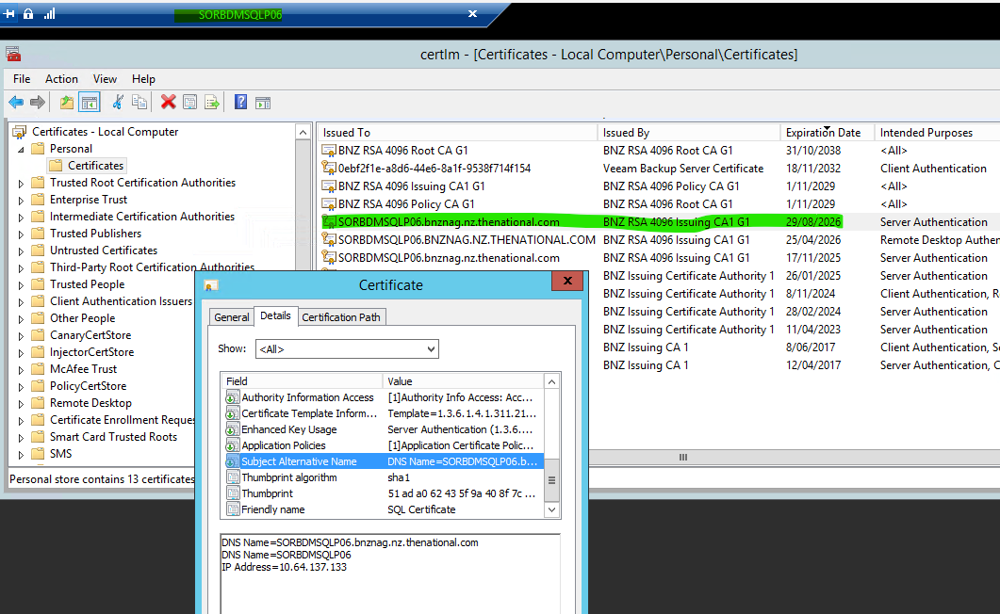 SORBDMSQLP06
certlm - [Certificates - Local Computer\Personal\Certificates]
File Action View Help
Certificates - Local Computer
Personal
Certificates
Trusted Root Certification Authorities
Enterprise Trust
Intermediate Certification Authorities
Trusted Publishers
Untrusted Certificates
Third-Party Root Certification Authorities
Trusted People
Client Authentication Issuers
Other People
CanaryCertStore
InjectorCertStore
McAfee Trust
PolicyCertStore
Remote Desktop
Certificate Enrollment Reques
Smart Card Trusted Roots
SMS
Personal store contains 13 certificates
Issued To Issued By Expiration Date Intended Purposes
BNZ RSA 4096 Root CA G1 BNZ RSA 4096 Root CA G1 31/10/2038 <All>
0ebf2f1e-a8d6-44e6-8a1f-9538f714f154 Veeam Backup Server Certificate 18/11/2032 Client Authentication
BNZ RSA 4096 Issuing CA1 G1 BNZ RSA 4096 Policy CA G1 1/11/2029 <All>
BNZ RSA 4096 Policy CA G1 BNZ RSA 4096 Root CA G1 1/11/2029 <All>
SORBDMSQLP06.bnznag.nz.thenational.com BNZ RSA 4096 Issuing CA1 G1 29/08/2026 Server Authentication
SORBDMSQLP06.BNZNAG.NZ.THENATIONAL.COM BNZ RSA 4096 Issuing CA1 G1 25/04/2026 Remote Desktop Authen
SORBDMSQLP06.bnznag.nz.thenational.com BNZ RSA 4096 Issuing CA1 G1 17/11/2025 Server Authentication
BNZ Issuing Certificate Authority 1 26/01/2025 Server Authentication
BNZ Issuing Certificate Authority 1 8/11/2024 Client Authentication, R
BNZ Issuing Certificate Authority 1 28/02/2024 Server Authentication
BNZ Issuing Certificate Authority 1 11/04/2023 Server Authentication
BNZ Issuing CA 1 8/06/2017 Client Authentication, S
BNZ Issuing CA 1 12/04/2017 Server Authentication, C
Certificate
General Details Certification Path
Show: <All>
Field Value
Authority Information Access [1]Authority Info Access: Acc...
Certificate Template Inform... Template=1.3.6.1.4.1.311.21...
Enhanced Key Usage Server Authentication (1.3.6....
Application Policies [1]Application Certificate Polic...
Subject Alternative Name DNS Name=SORBDMSQLP06.b...
Thumbprint algorithm sha1
Thumbprint 51 ad a0 62 43 5f 9a 40 8f 7c ...
Friendly name SQL Certificate
DNS Name=SORBDMSQLP06.bnznag.nz.thenational.com
DNS Name=SORBDMSQLP06
IP Address=10.64.137.133